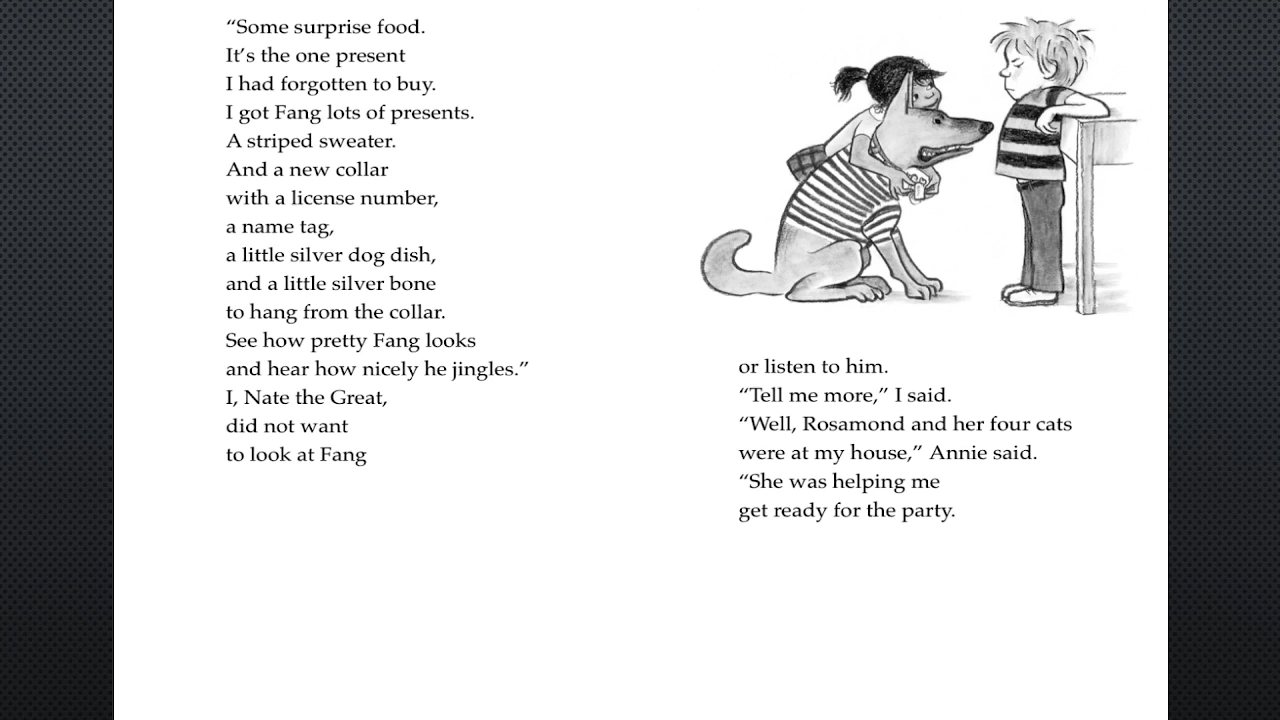 “Some surprise food.
It’s the one present
I had forgotten to buy.
I got Fang lots of presents.
A striped sweater.
And a new collar
with a license number,
a name tag,
a little silver dog dish,
and a little silver bone
to hang from the collar.
See how pretty Fang looks
and hear how nicely he jingles.”
I, Nate the Great,
did not want
to look at Fang
or listen to him.
“Tell me more,” I said.
“Well, Rosamond and her four cats
were at my house,” Annie said.
“She was helping me
get ready for the party.